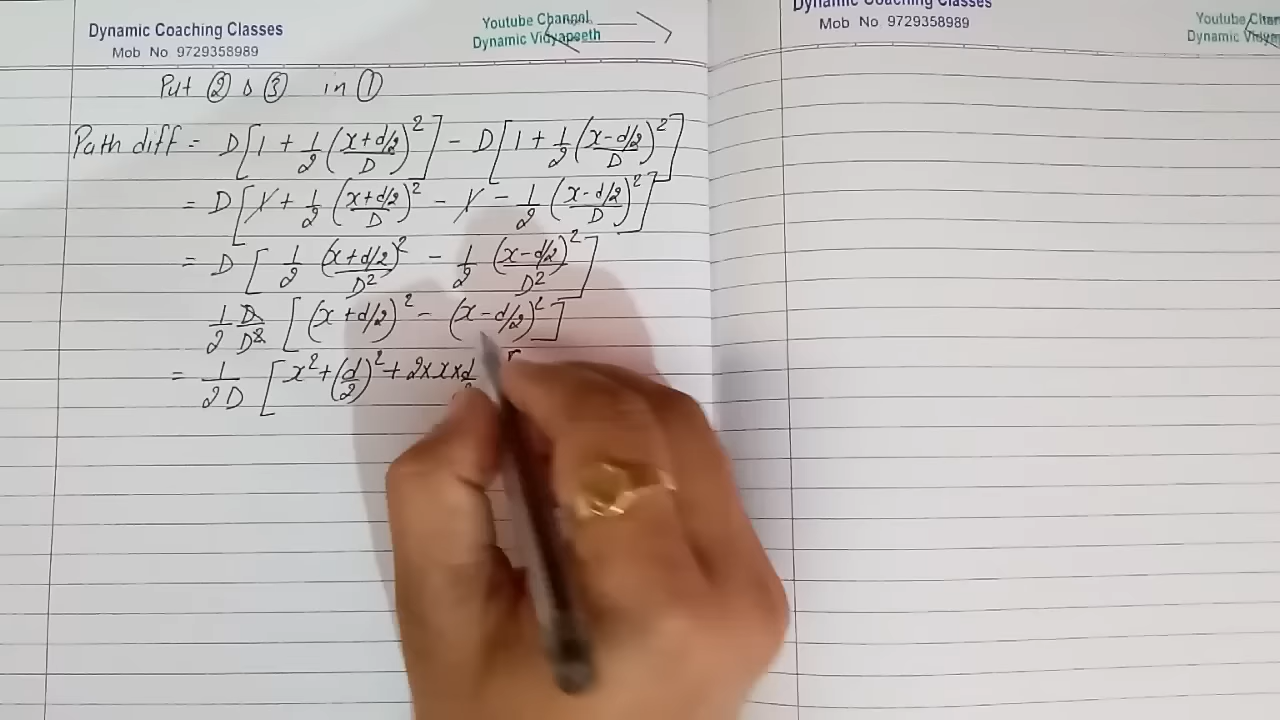 Dynamic Coaching Classes
Mob No 9729358989
Youtube Channel
Dynamic Vidyapeeth
Put ② & ③ in ①
Path diff = D[1 + 1/2 ((x+d/2)/D)²] - D[1 + 1/2 ((x-d/2)/D)²]
= D[1 + 1/2 ((x+d/2)/D)² - 1 - 1/2 ((x-d/2)/D)²]
= D [ 1/2 (x+d/2)²/D² - 1/2 (x-d/2)²/D² ]
1/2 D/D² [(x+d/2)² - (x-d/2)²]
= 1/2D [x² + (d/2)² + 2×x×d
Dynamic Coaching Classes
Mob No 9729358989
Youtube
Dynamic